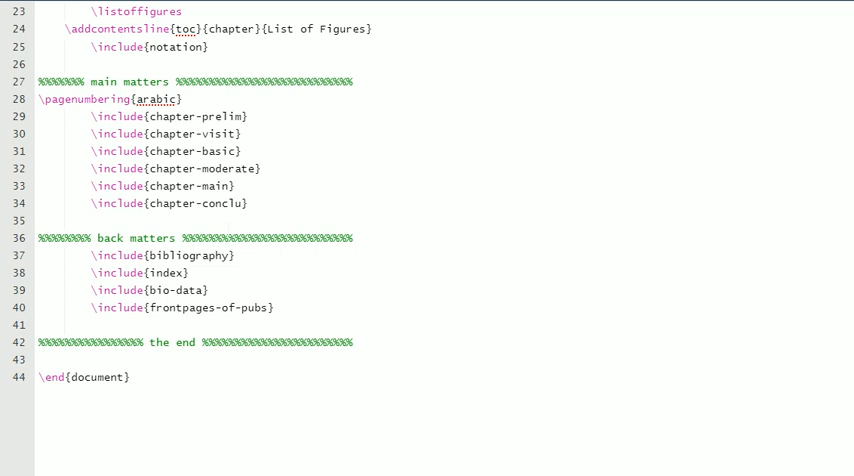 23 \listoffigures
24 \addcontentsline{toc}{chapter}{List of Figures}
25 \include{notation}
26
27 %%%%%%% main matters %%%%%%%%%%%%%%%%%%%%%%%%%%%
28 \pagenumbering{arabic}
29 \include{chapter-prelim}
30 \include{chapter-visit}
31 \include{chapter-basic}
32 \include{chapter-moderate}
33 \include{chapter-main}
34 \include{chapter-conclu}
35
36 %%%%%%%% back matters %%%%%%%%%%%%%%%%%%%%%%%%%%
37 \include{bibliography}
38 \include{index}
39 \include{bio-data}
40 \include{frontpages-of-pubs}
41
42 %%%%%%%%%%%%%%%% the end %%%%%%%%%%%%%%%%%%%%%%%
43
44 \end{document}